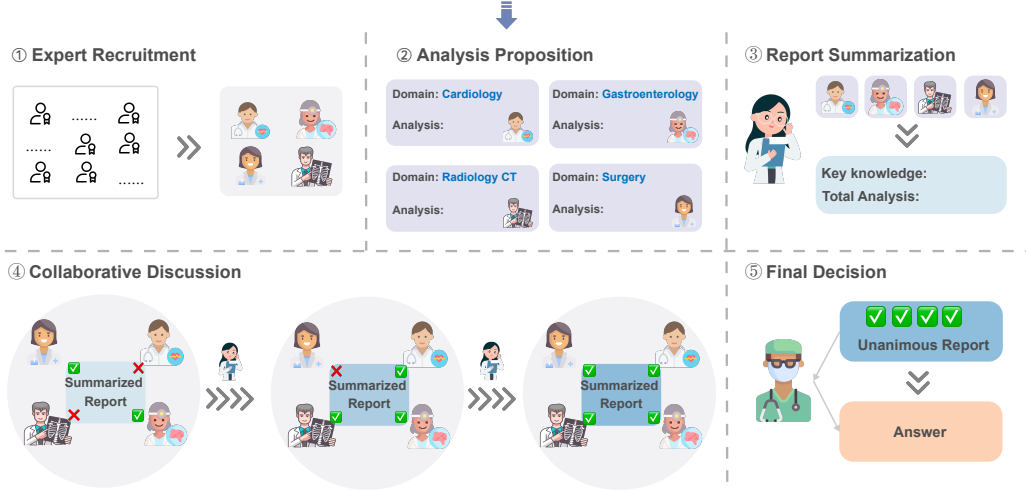 ① Expert Recruitment
......
......
......
② Analysis Proposition
Domain: Cardiology
Analysis:
Domain: Gastroenterology
Analysis:
Domain: Radiology CT
Analysis:
Domain: Surgery
Analysis:
③ Report Summarization
Key knowledge:
Total Analysis:
④ Collaborative Discussion
Summarized
Report
Summarized
Report
Summarized
Report
⑤ Final Decision
Unanimous Report
Answer